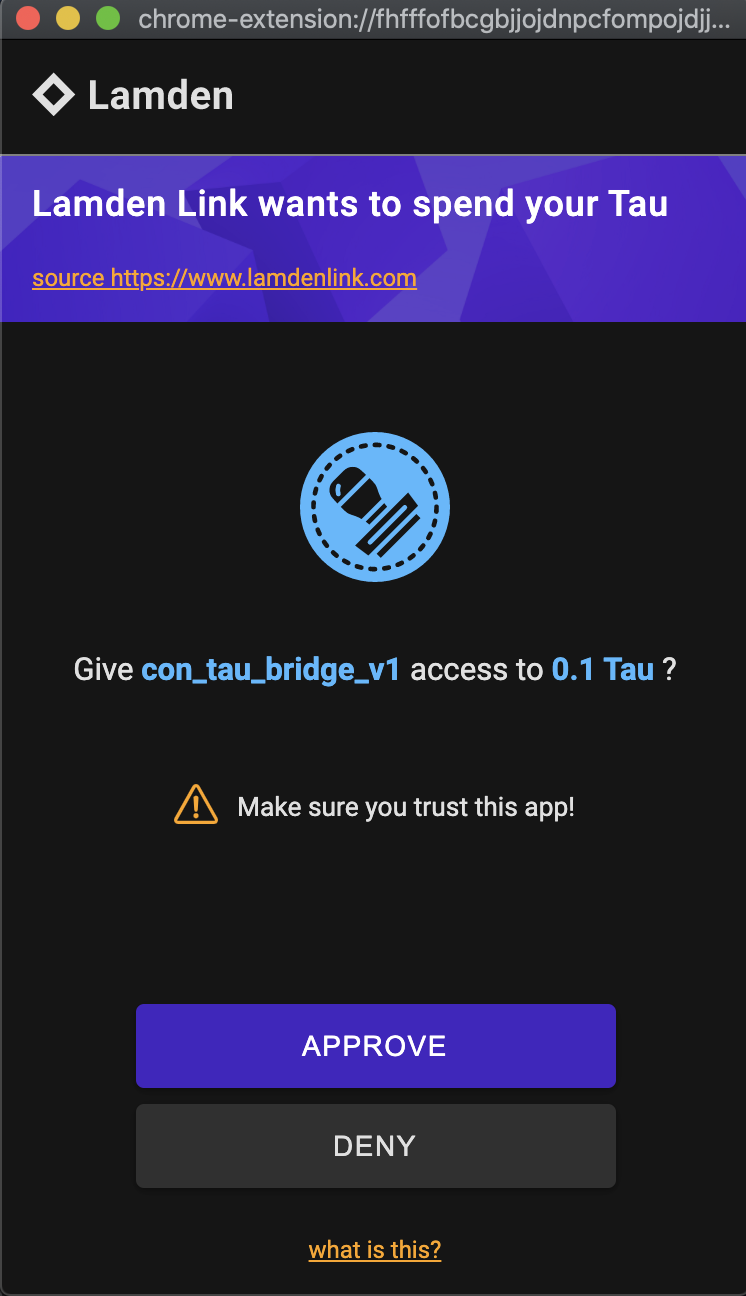 chrome-extension://fhfffofbcgbjjojdnpcfompojdjj...
Lamden
Lamden Link wants to spend your Tau
source https://www.lamdenlink.com
Give con_tau_bridge_v1 access to 0.1 Tau ?
Make sure you trust this app!
APPROVE
DENY
what is this?